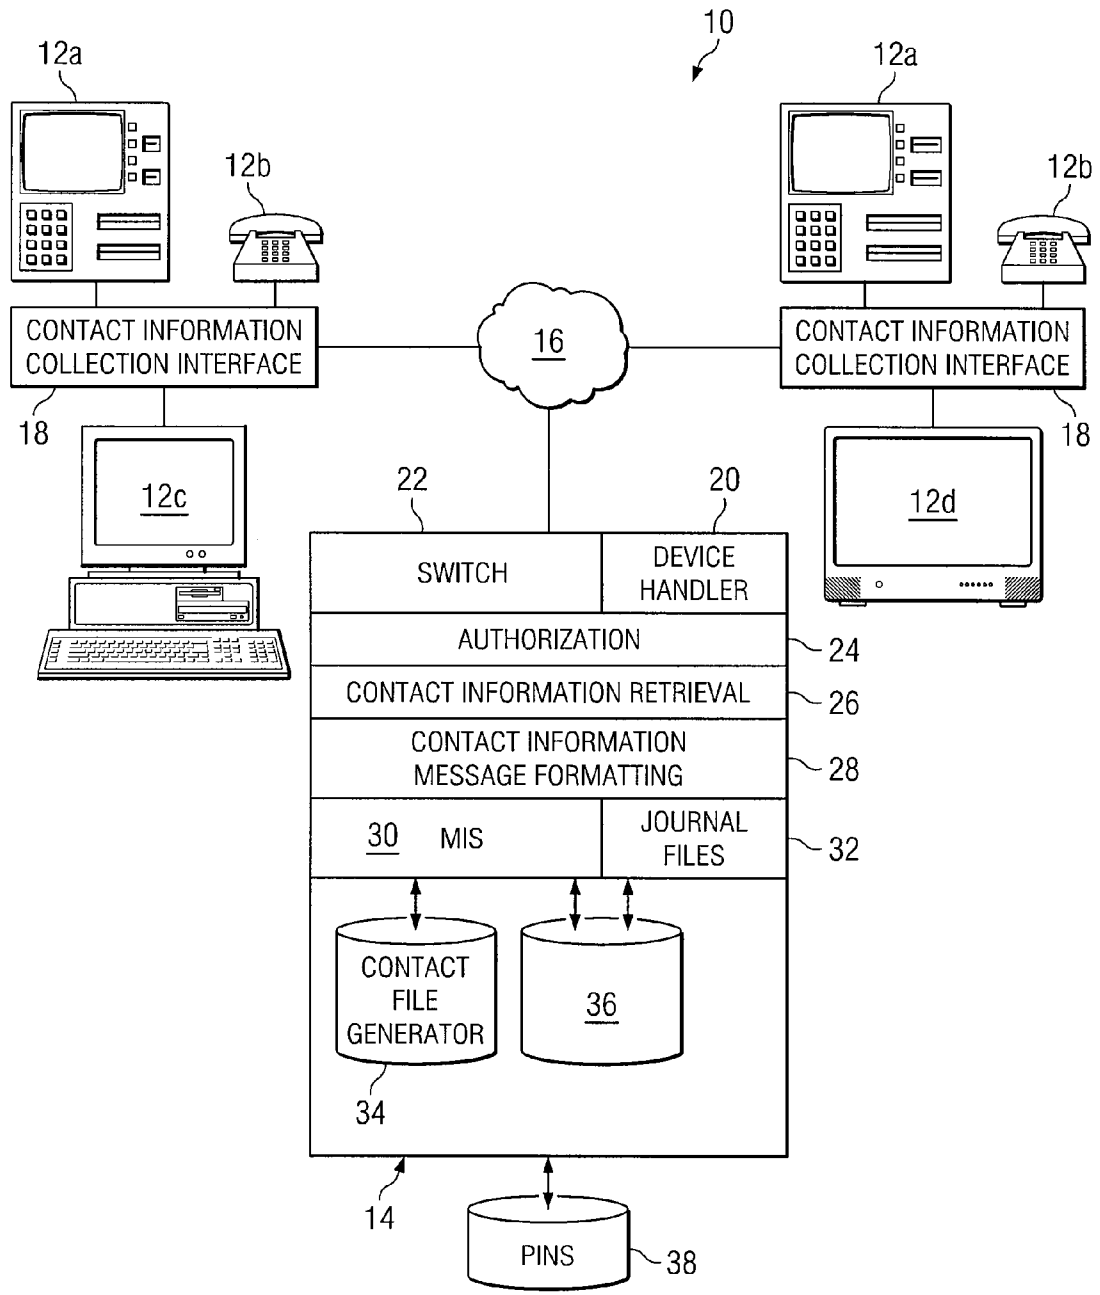 10
12a
12a
12b
12b
CONTACT INFORMATION
COLLECTION INTERFACE
16
CONTACT INFORMATION
COLLECTION INTERFACE
18
18
12c
12d
22
20
SWITCH
DEVICE
HANDLER
AUTHORIZATION
24
CONTACT INFORMATION RETRIEVAL
26
CONTACT INFORMATION
MESSAGE FORMATTING
28
30 MIS
JOURNAL
FILES
32
CONTACT
FILE
GENERATOR
36
34
14
PINS
38